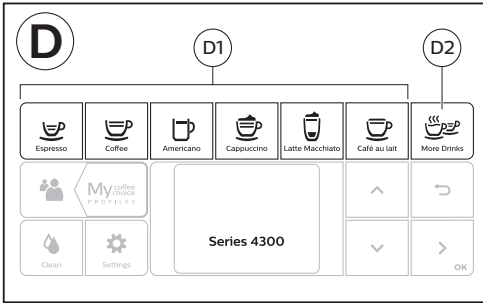 D
D1
D2
Espresso
Coffee
Americano
Cappuccino
Latte Macchiato
Café au lait
More Drinks
My coffee
choice
PROFILES
Series 4300
Clean
Settings
OK